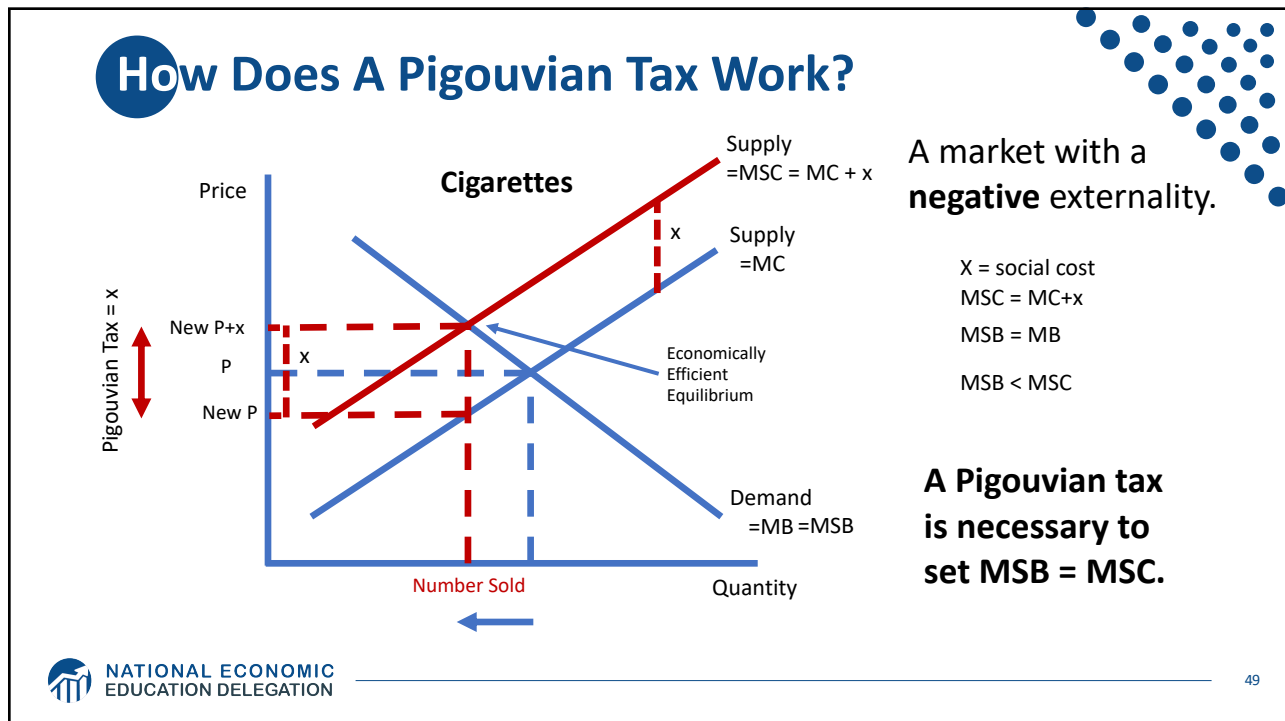 How Does A Pigouvian Tax Work?
Price
Cigarettes
Supply
=MSC = MC + x
x
Supply
=MC
Pigouvian Tax = x
New P+x
x
P
New P
Economically
Efficient
Equilibrium
Demand
=MB =MSB
Number Sold
Quantity
A market with a
negative externality.
X = social cost
MSC = MC+x
MSB = MB
MSB < MSC
A Pigouvian tax
is necessary to
set MSB = MSC.
NATIONAL ECONOMIC
EDUCATION DELEGATION
49